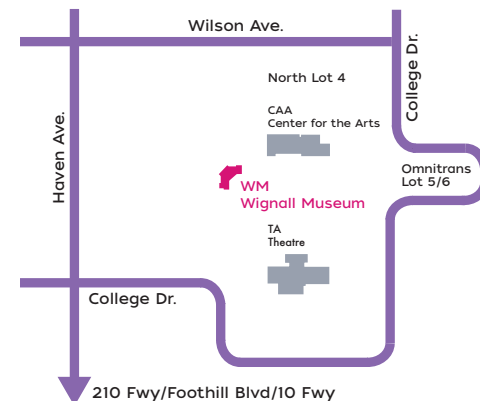 Wilson Ave.
College Dr.
North Lot 4
CAA
Center for the Arts
Haven Ave.
Omnitrans
Lot 5/6
WM
Wignall Museum
TA
Theatre
College Dr.
210 Fwy/Foothill Blvd/10 Fwy